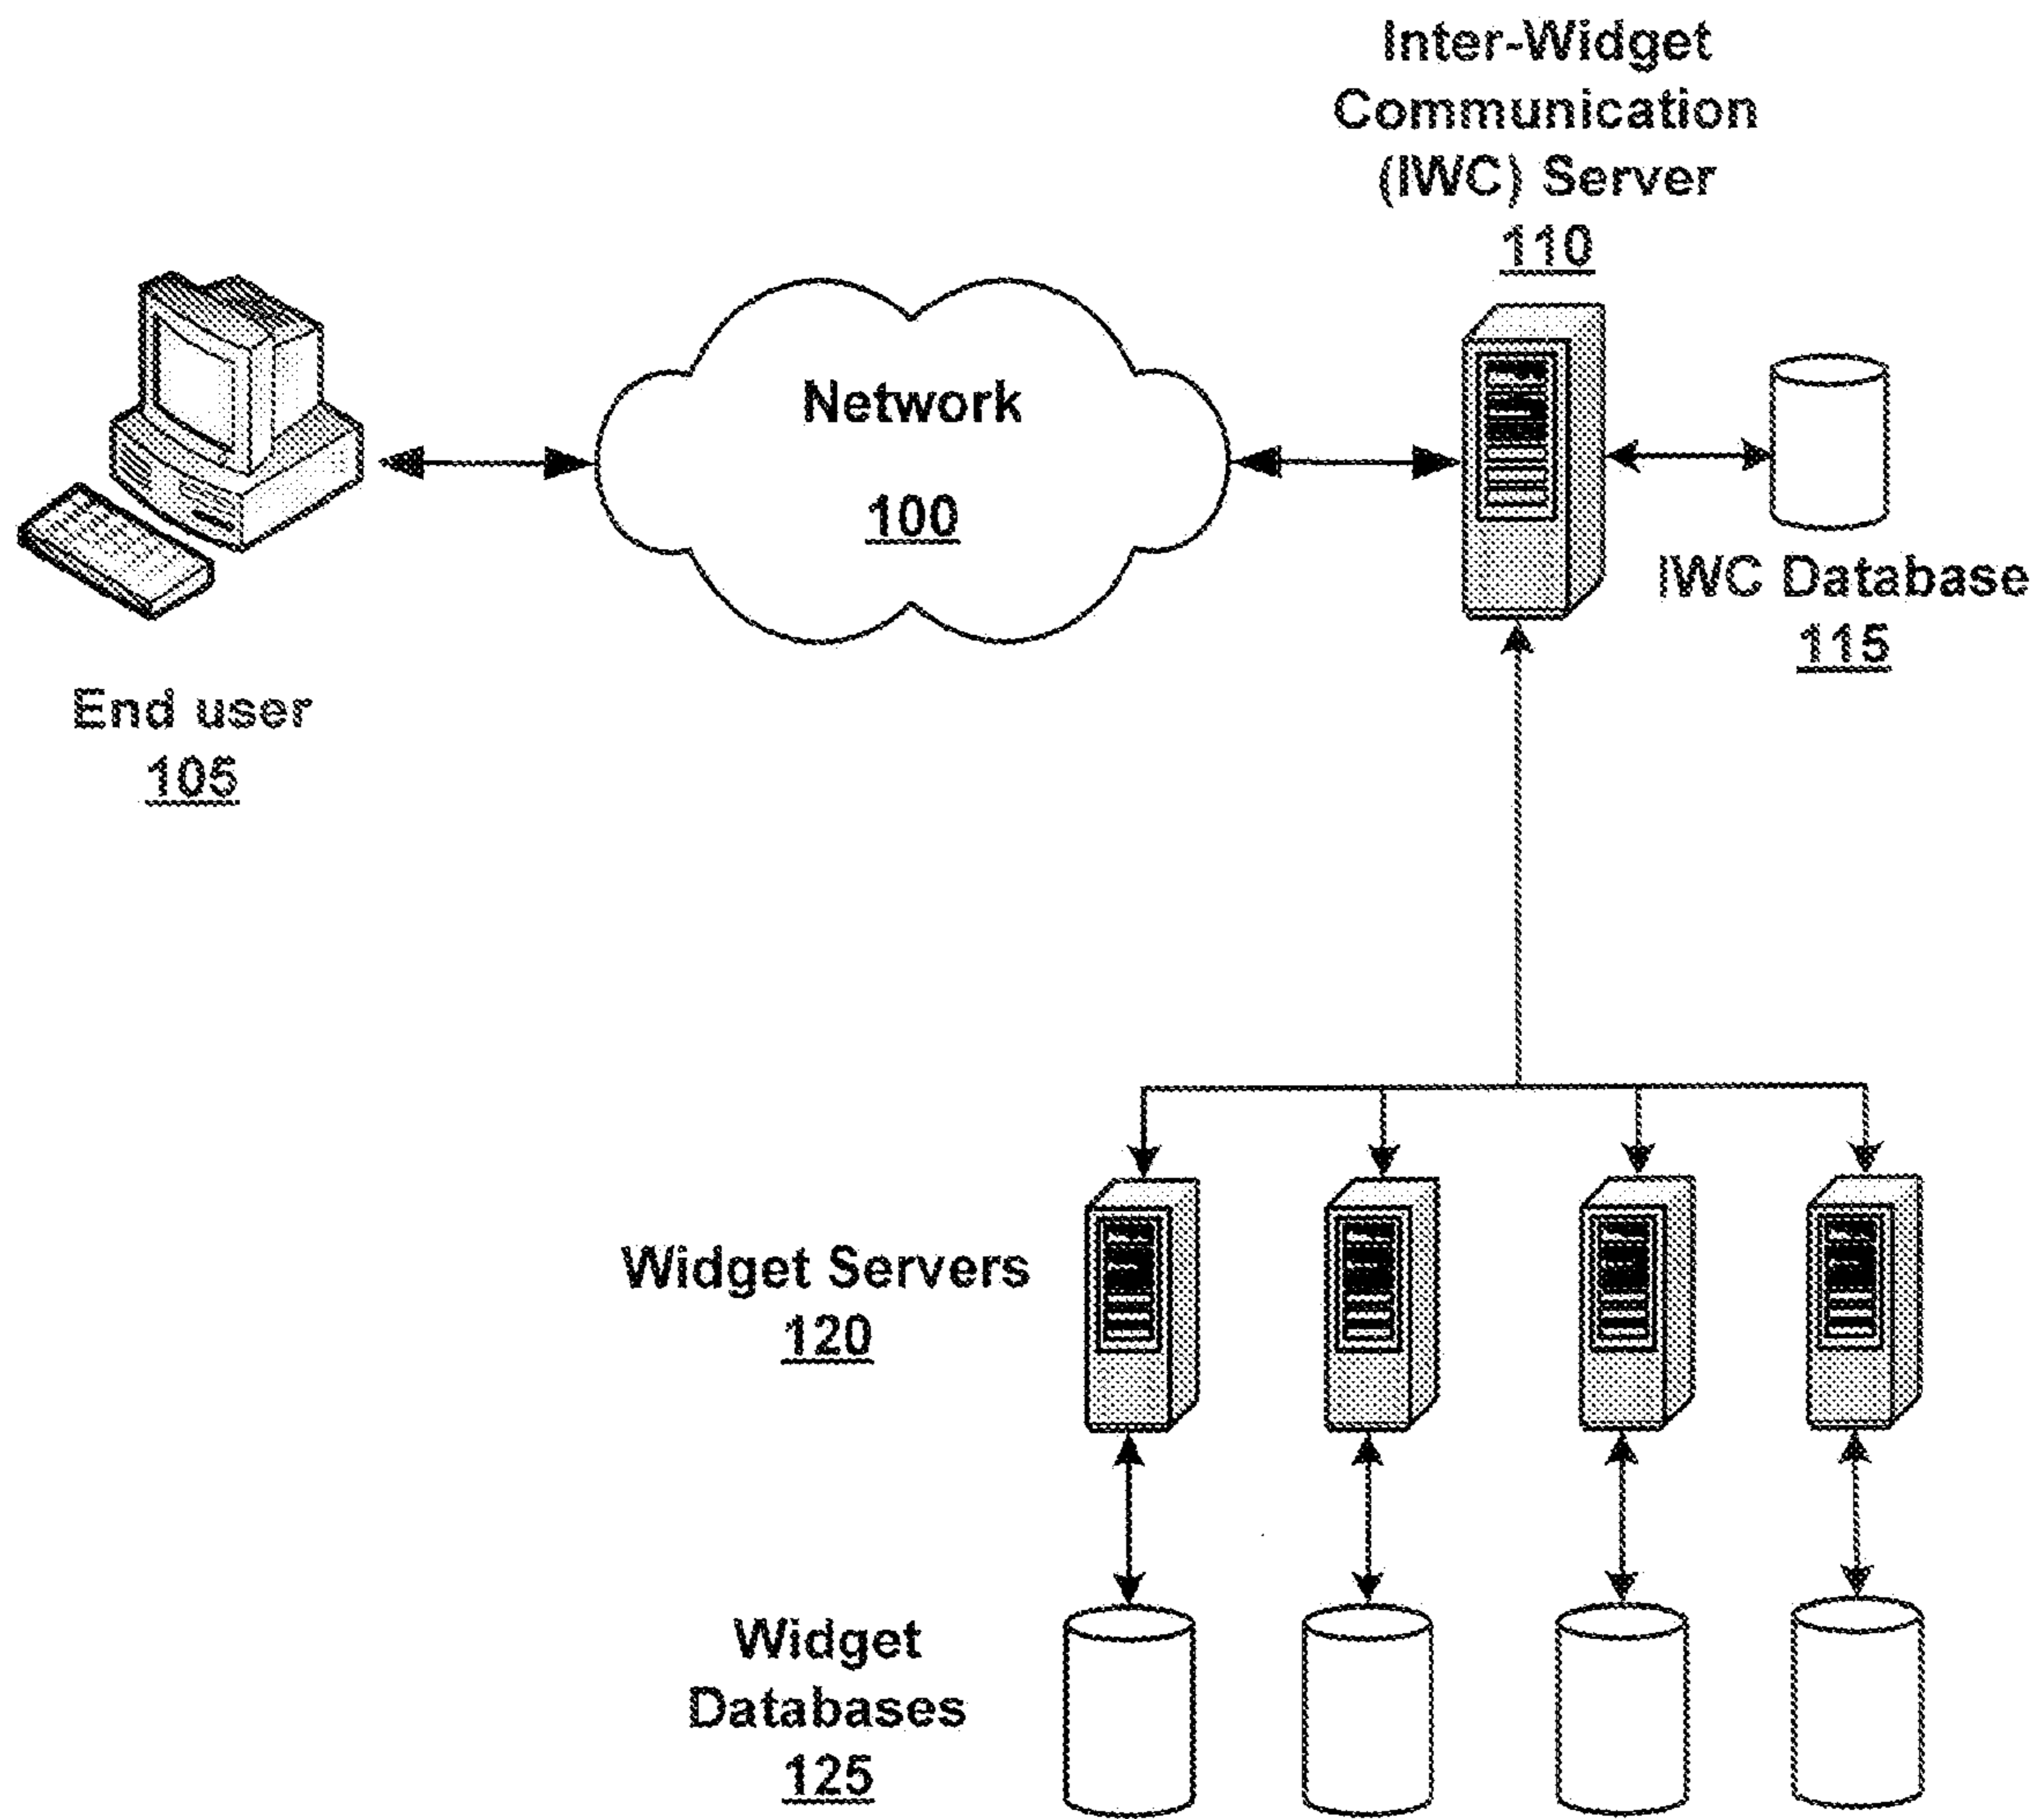 Inter-Widget
Communication
(IWC) Server
110
Network
100
IWC Database
115
End user
105
Widget Servers
120
Widget
Databases
125